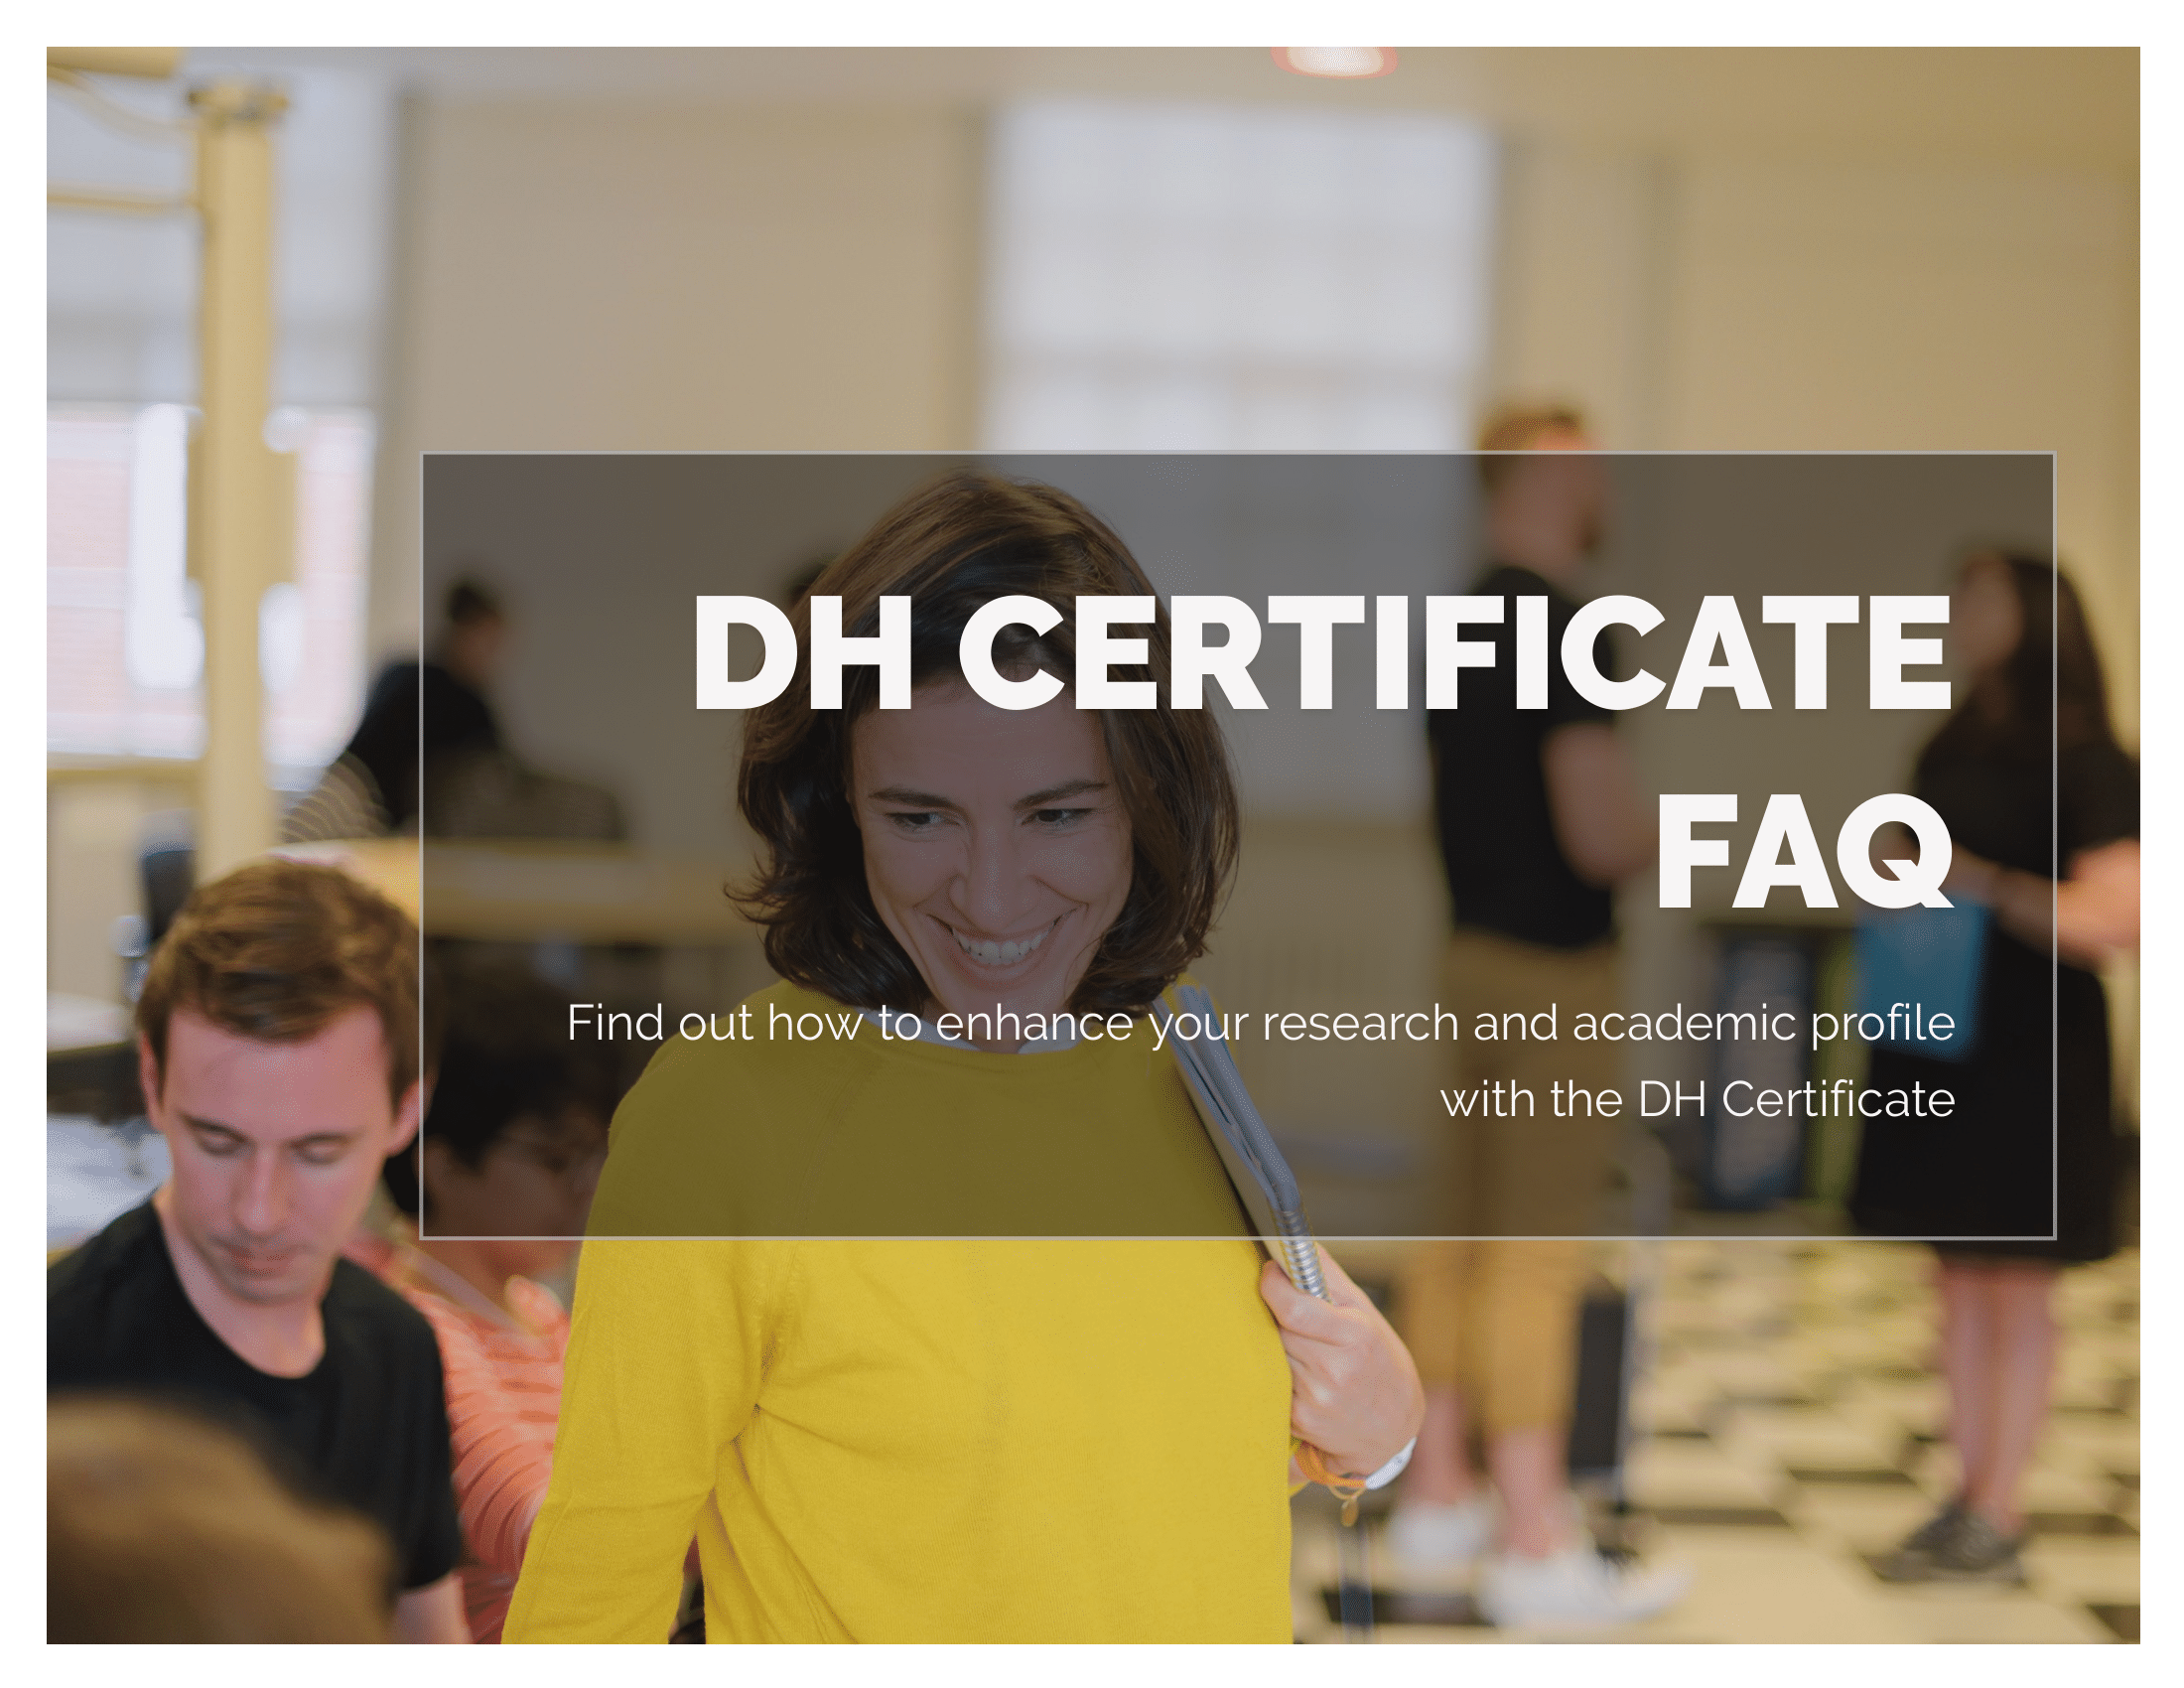 DH CERTIFICATE
FAQ
Find out how to enhance your research and academic profile
with the DH Certificate